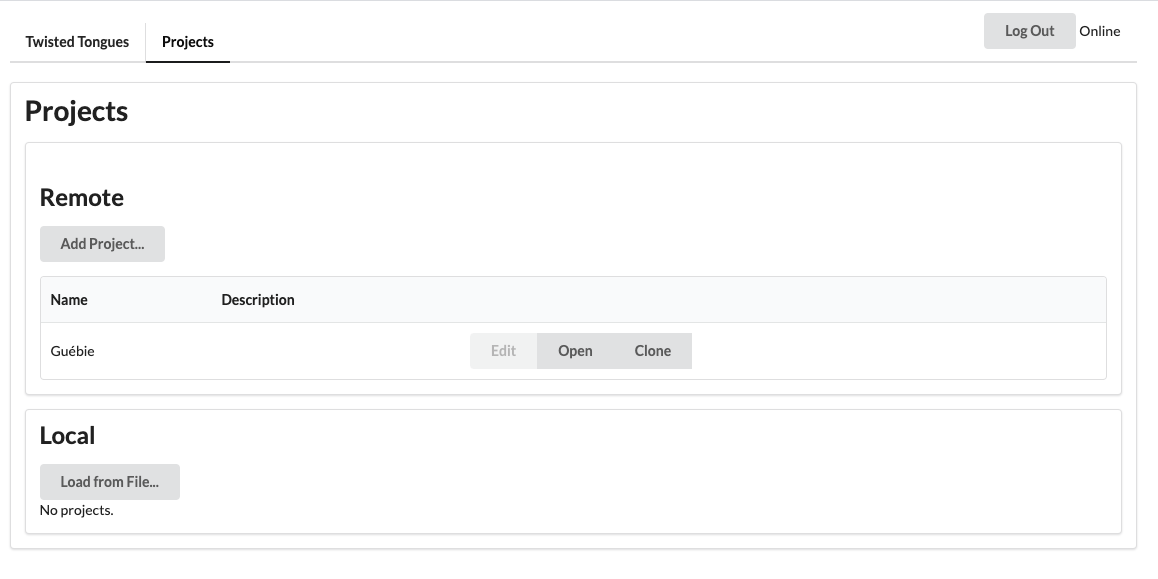 Twisted Tongues Projects Log Out Online
Projects
Remote
Add Project...
Name Description
Guébie Edit Open Clone
Local
Load from File...
No projects.